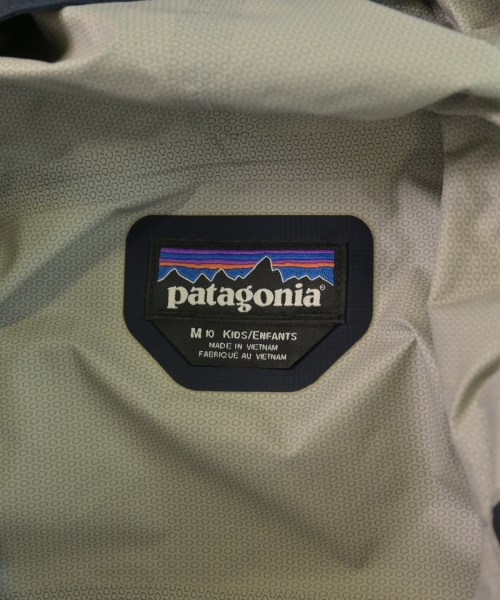 patagonia®
M 10 KIDS/ENFANTS
MADE IN VIETNAM
FABRIQUÉ AU VIETNAM